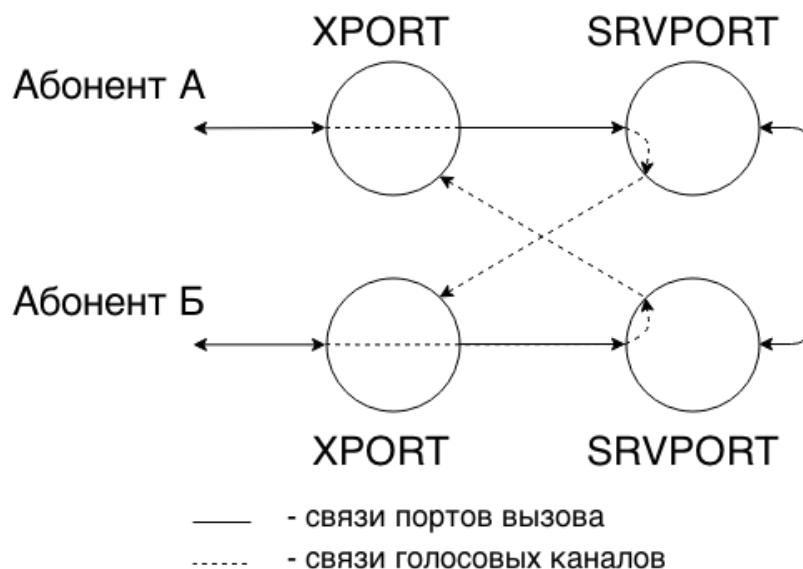 XPORT SRVPORT
Абонент А
Абонент Б
XPORT SRVPORT
- связи портов вызова
- связи голосовых каналов